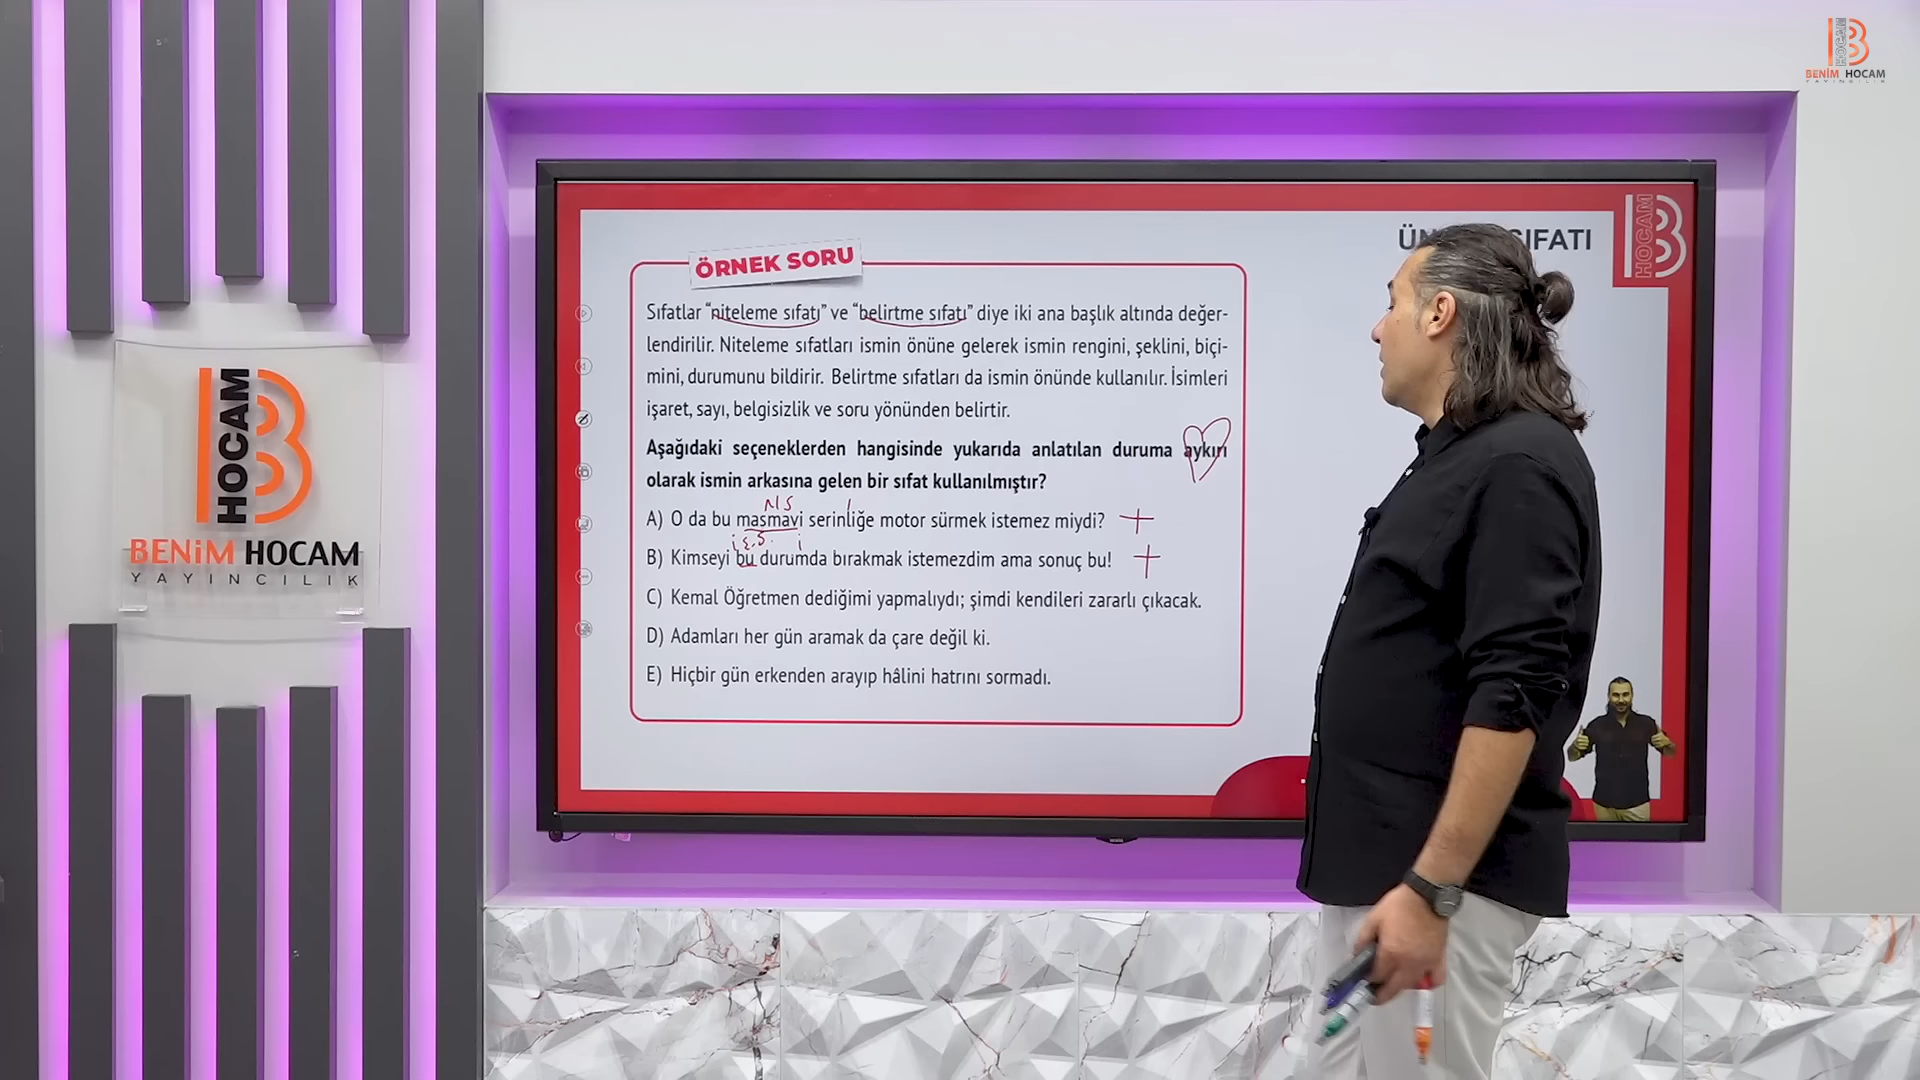 HOCAM
BENİM HOCAM
YAYINCILIK
ÖRNEK SORU
SIFATI
HOCAM
Sıfatlar “niteleme sıfatı” ve “belirtme sıfatı” diye iki ana başlık altında değer-
lendirilir. Niteleme sıfatları ismin önüne gelerek ismin rengini, şeklini, biçi-
mini, durumunu bildirir. Belirtme sıfatları da ismin önünde kullanılır. İsimleri
işaret, sayı, belgisizlik ve soru yönünden belirtir.
Aşağıdaki seçeneklerden hangisinde yukarıda anlatılan duruma aykırı
olarak ismin arkasına gelen bir sıfat kullanılmıştır?
NS i
A) O da bu masmavi serinliğe motor sürmek istemez miydi? +
i
B) Kimseyi bu durumda bırakmak istemezdim ama sonuç bu! +
C) Kemal Öğretmen dediğimi yapmalıydı; şimdi kendileri zararlı çıkacak.
D) Adamları her gün aramak da çare değil ki.
E) Hiçbir gün erkenden arayıp hâlini hatrını sormadı.
HOCAM
BENİM HOCAM
YAYINCILIK